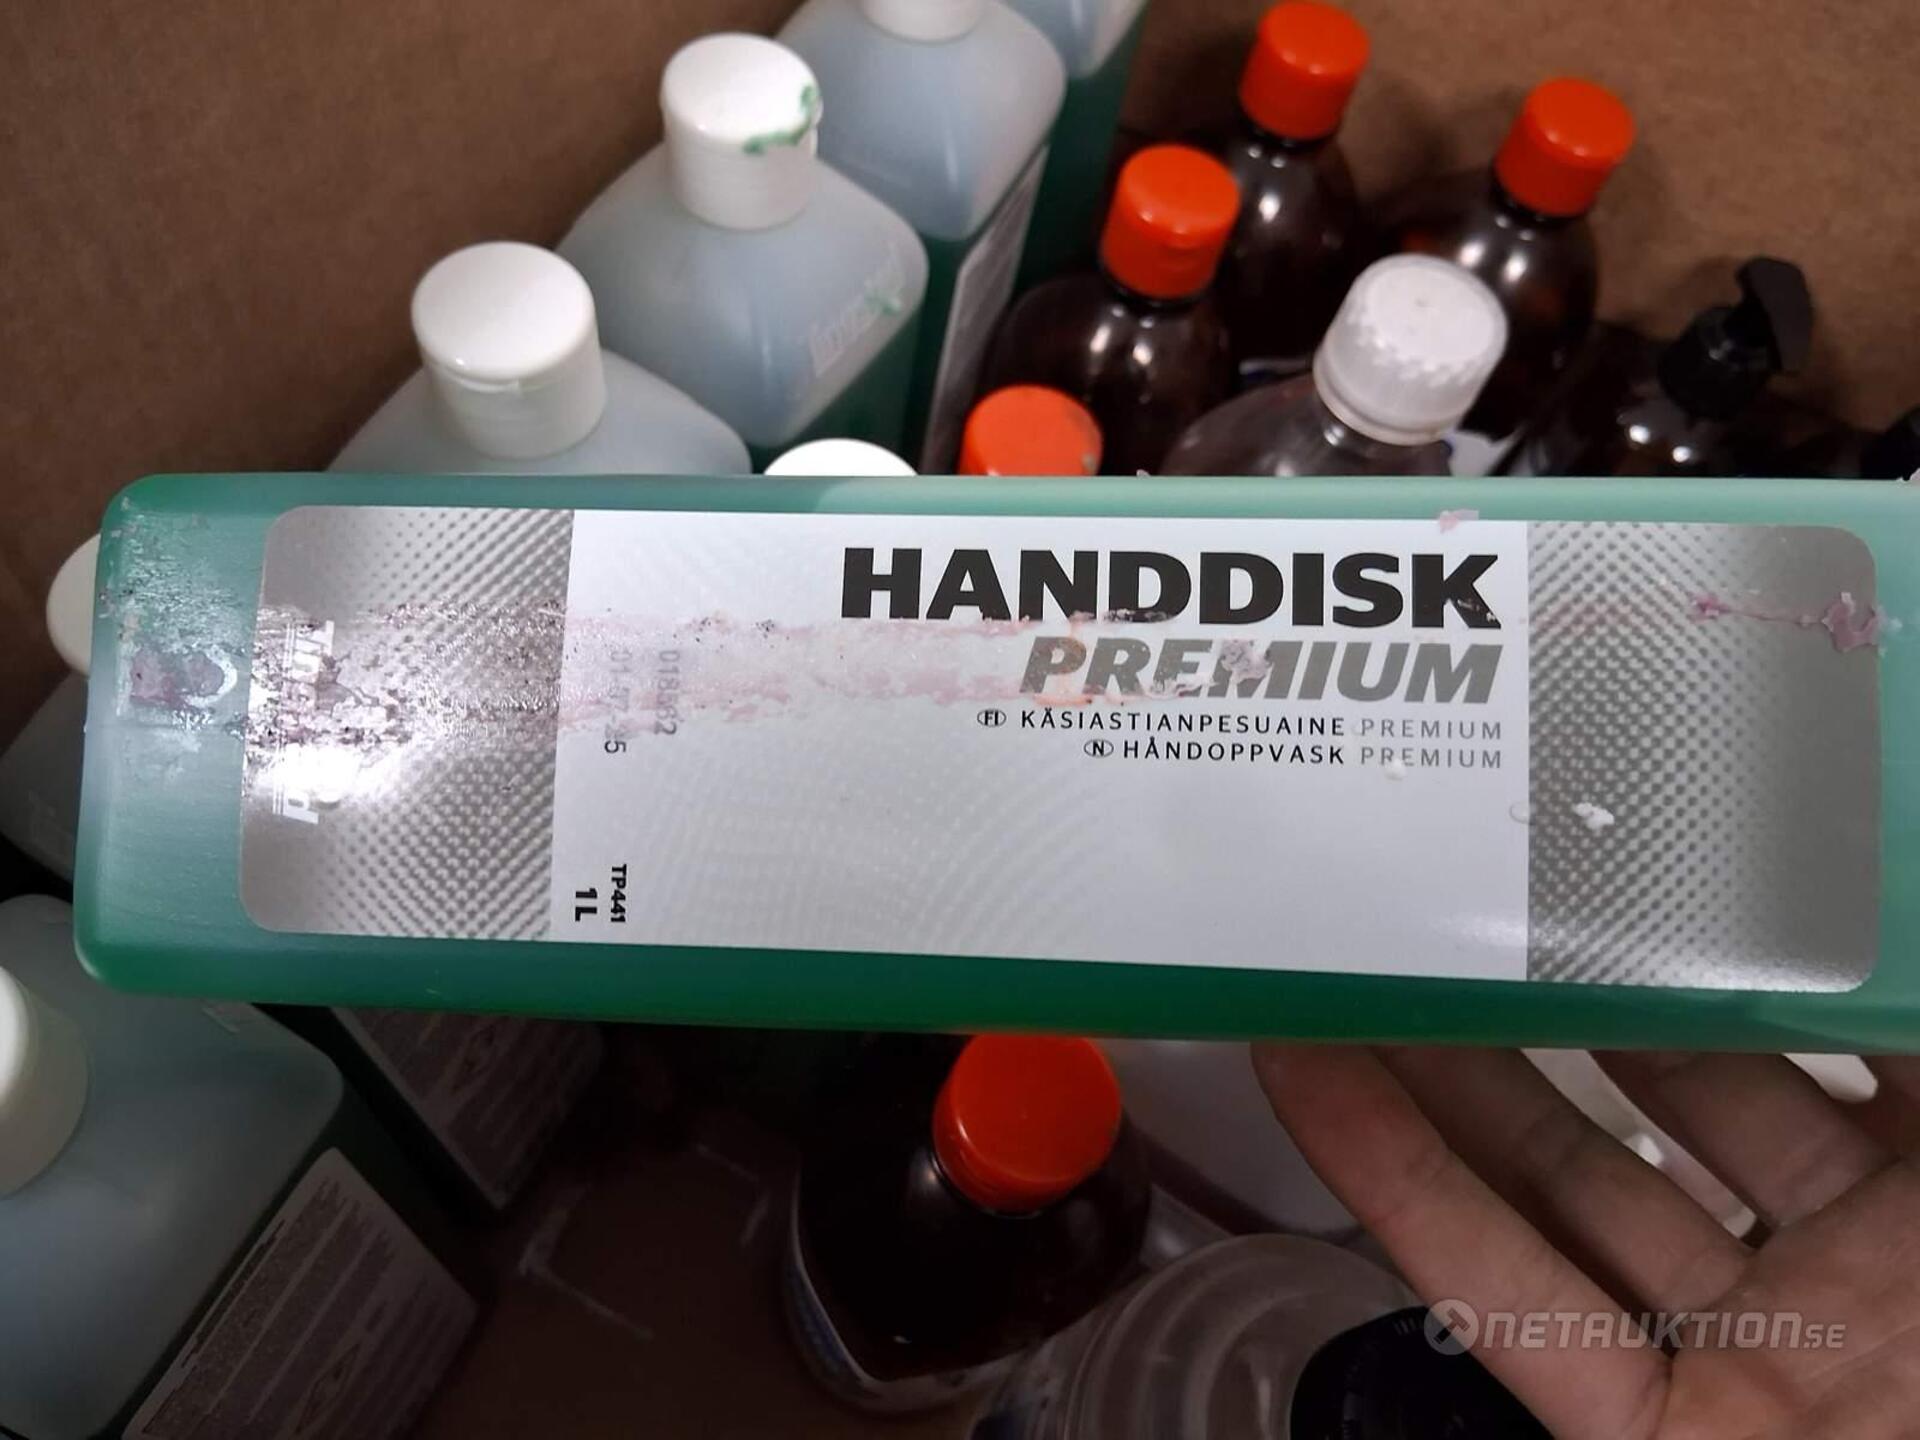 HANDDISK
PREMIUM
FI KÄSIASTIANPESUAINE PREMIUM
N HÅNDOPPVASK PREMIUM
TP441
1L
NETAUKTION.SE